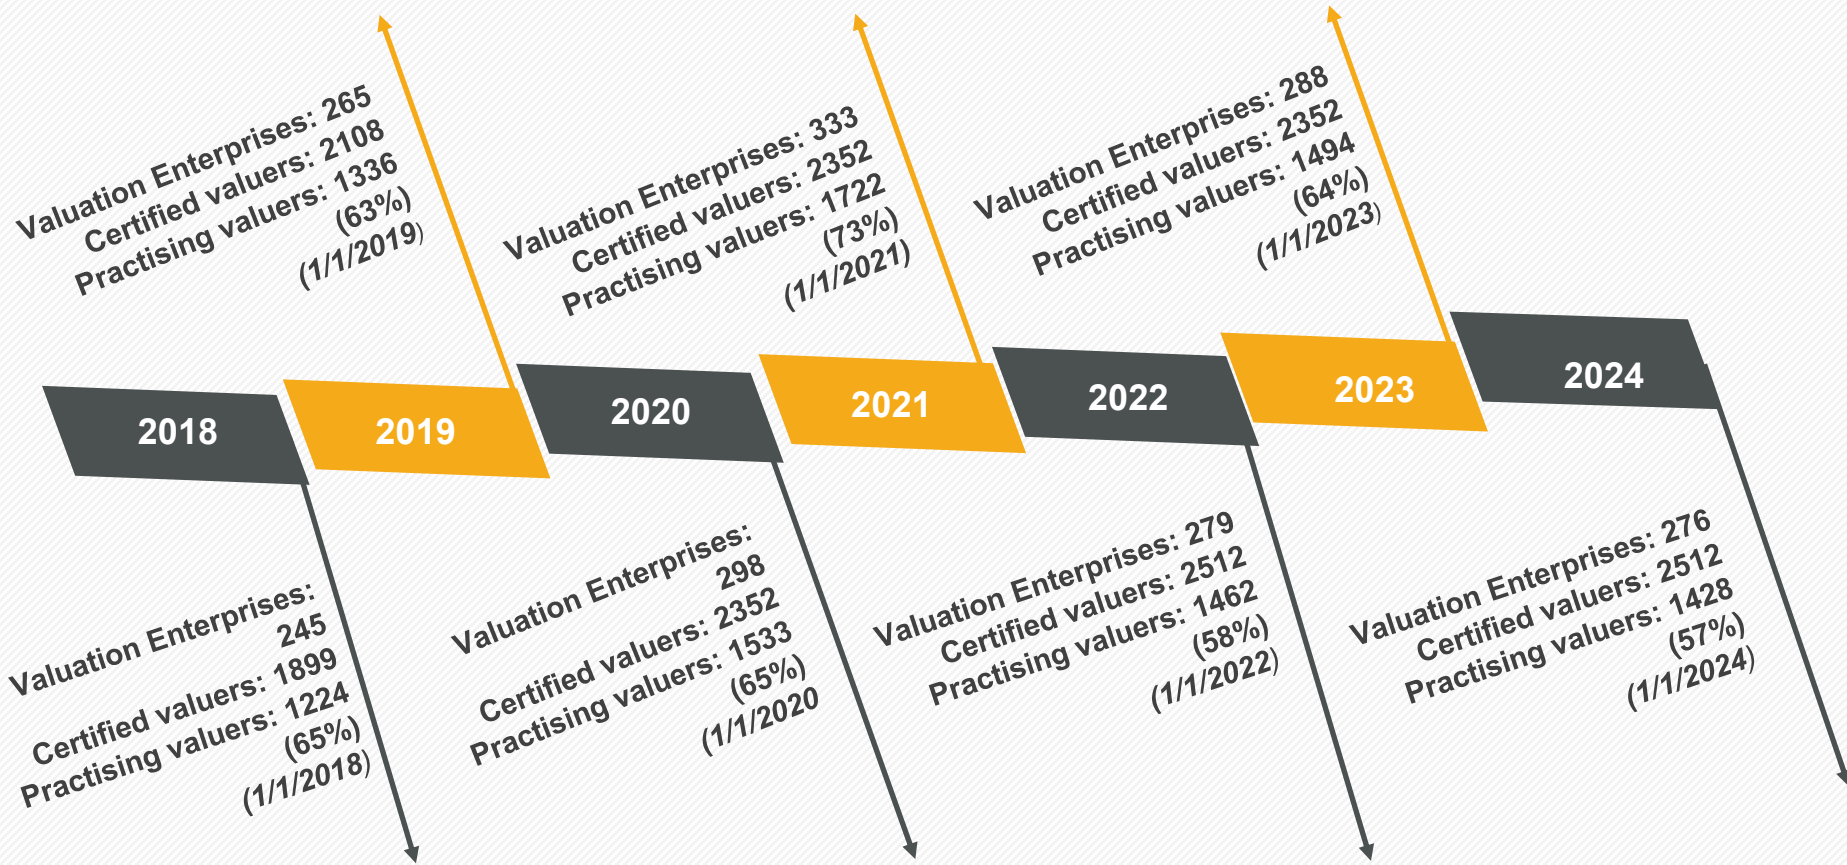 Valuation Enterprises: 265
Certified valuers: 2108
Practising valuers: 1336
(63%)
(1/1/2019)
Valuation Enterprises: 333
Certified valuers: 2352
Practising valuers: 1722
(73%)
(1/1/2021)
Valuation Enterprises: 288
Certified valuers: 2352
Practising valuers: 1494
(64%)
(1/1/2023)
2018
2019
2020
2021
2022
2023
2024
Valuation Enterprises:
245
Certified valuers: 1899
Practising valuers: 1224
(65%)
(1/1/2018)
Valuation Enterprises:
298
Certified valuers: 2352
Practising valuers: 1533
(65%)
(1/1/2020
Valuation Enterprises: 279
Certified valuers: 2512
Practising valuers: 1462
(58%)
(1/1/2022)
Valuation Enterprises: 276
Certified valuers: 2512
Practising valuers: 1428
(57%)
(1/1/2024)